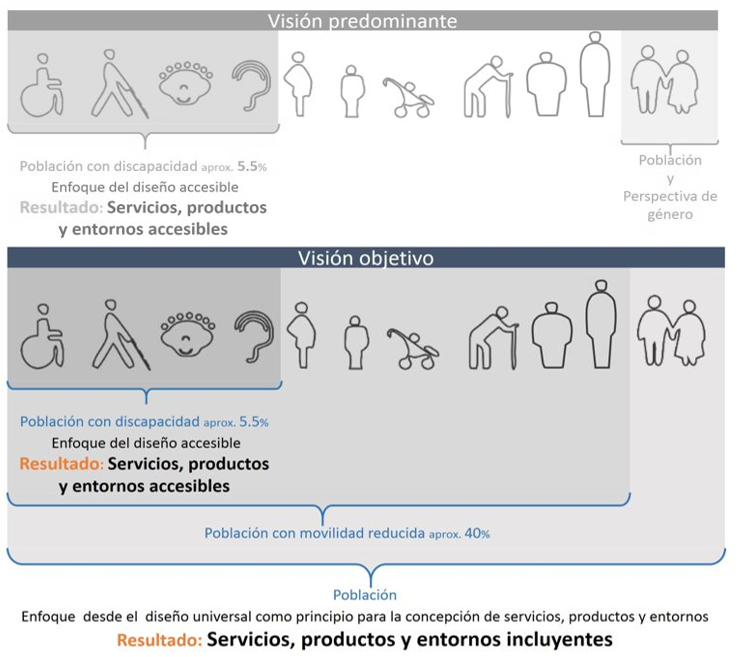 Visión predominante
Población con discapacidad aprox. 5.5%
Enfoque del diseño accesible
Resultado: Servicios, productos
y entornos accesibles
Población
y
Perspectiva de
género
Visión objetivo
Población con discapacidad aprox. 5.5%
Enfoque del diseño accesible
Resultado: Servicios, productos
y entornos accesibles
Población con movilidad reducida aprox. 40%
Población
Enfoque desde el diseño universal como principio para la concepción de servicios, productos y entornos
Resultado: Servicios, productos y entornos incluyentes